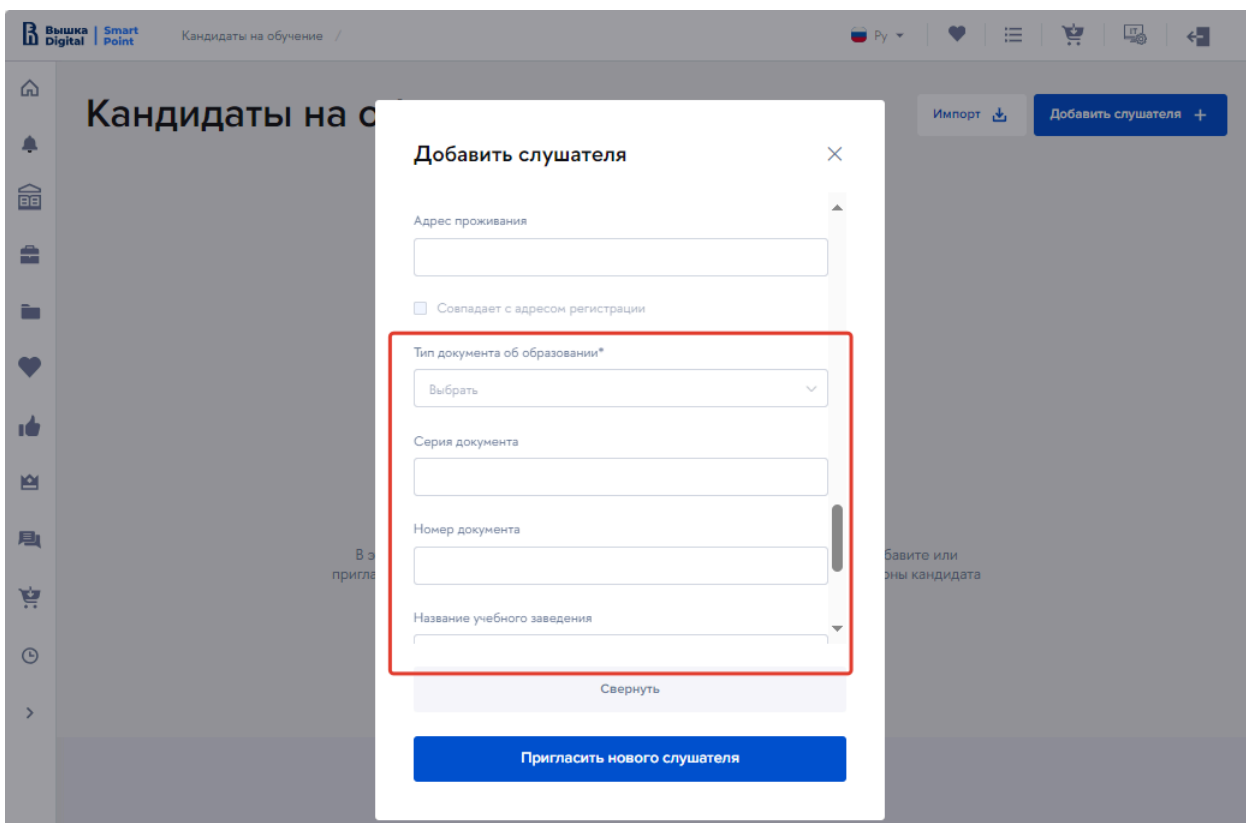 Вышка Digital | Smart Point
Кандидаты на обучение /
Ру
Кандидаты на о
Импорт
Добавить слушателя +
Добавить слушателя
Адрес проживания
Совпадает с адресом регистрации
Тип документа об образовании*
Выбрать
Серия документа
Номер документа
В э
бавите или
пригла
оны кандидата
Название учебного заведения
Свернуть
Пригласить нового слушателя